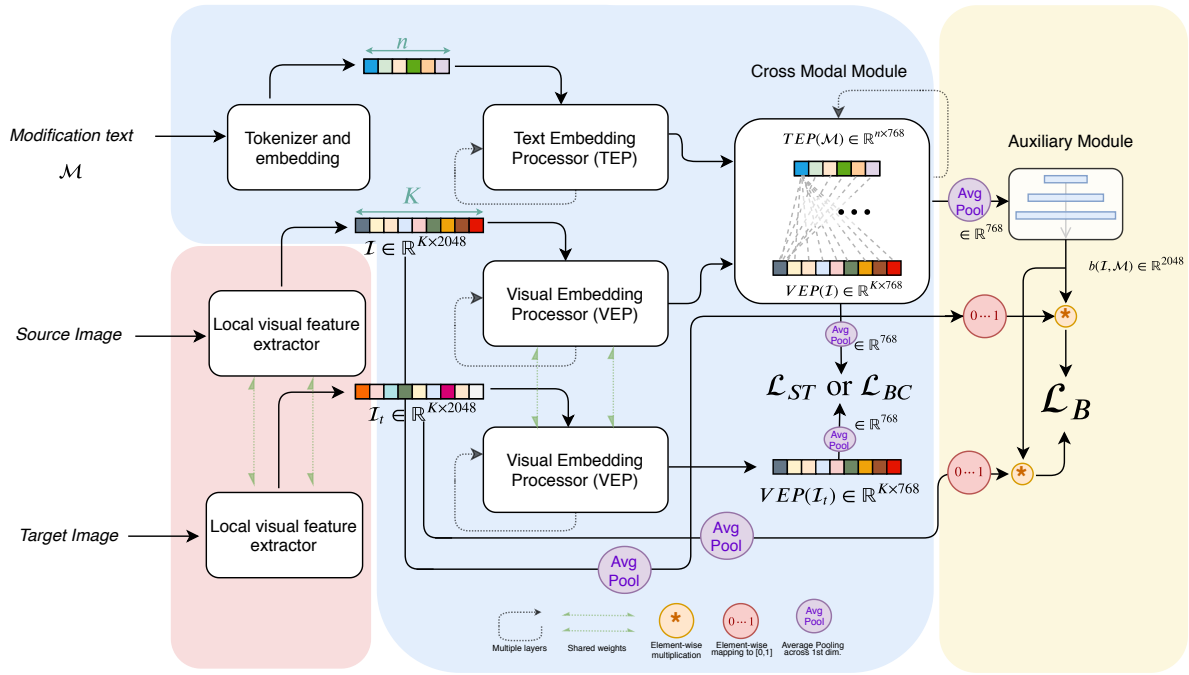 n
Cross Modal Module
Modification text
ℳ
Tokenizer and
embedding
Text Embedding
Processor (TEP)
TEP(ℳ) ∈ ℝ^{n×768}
Auxiliary Module
Avg
Pool
∈ ℝ^{768}
K
ℐ ∈ ℝ^{K×2048}
• • •
VEP(ℐ) ∈ ℝ^{K×768}
b(ℐ, ℳ) ∈ ℝ^{2048}
Source Image
Local visual feature
extractor
Visual Embedding
Processor (VEP)
Avg
Pool
∈ ℝ^{768}
0 ··· 1
*
ℒ_{ST} or ℒ_{BC}
ℒ_B
ℐ_t ∈ ℝ^{K×2048}
Avg
Pool
∈ ℝ^{768}
Visual Embedding
Processor (VEP)
VEP(ℐ_t) ∈ ℝ^{K×768}
0 ··· 1
*
Target Image
Local visual feature
extractor
Avg
Pool
Avg
Pool
*
0 ··· 1
Avg
Pool
Multiple layers
Shared weights
Element-wise
multiplication
Element-wise
mapping to [0,1]
Average Pooling
across 1st dim.